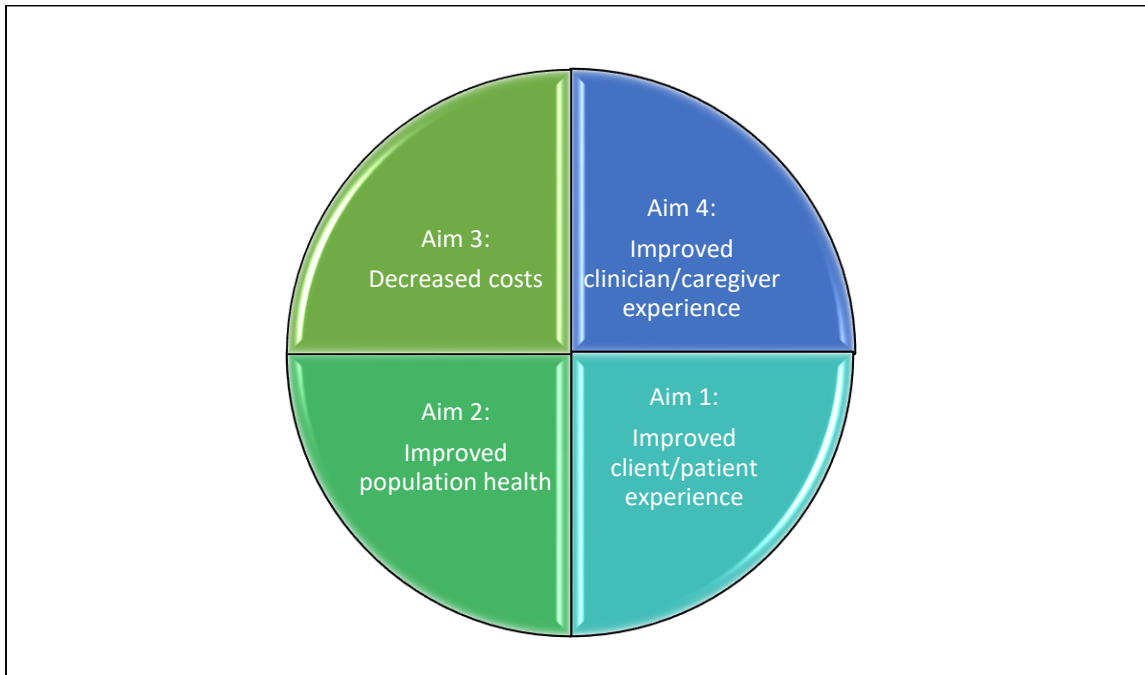 Aim 3:
Decreased costs
Aim 4:
Improved
clinician/caregiver
experience
Aim 2:
Improved
population health
Aim 1:
Improved
client/patient
experience